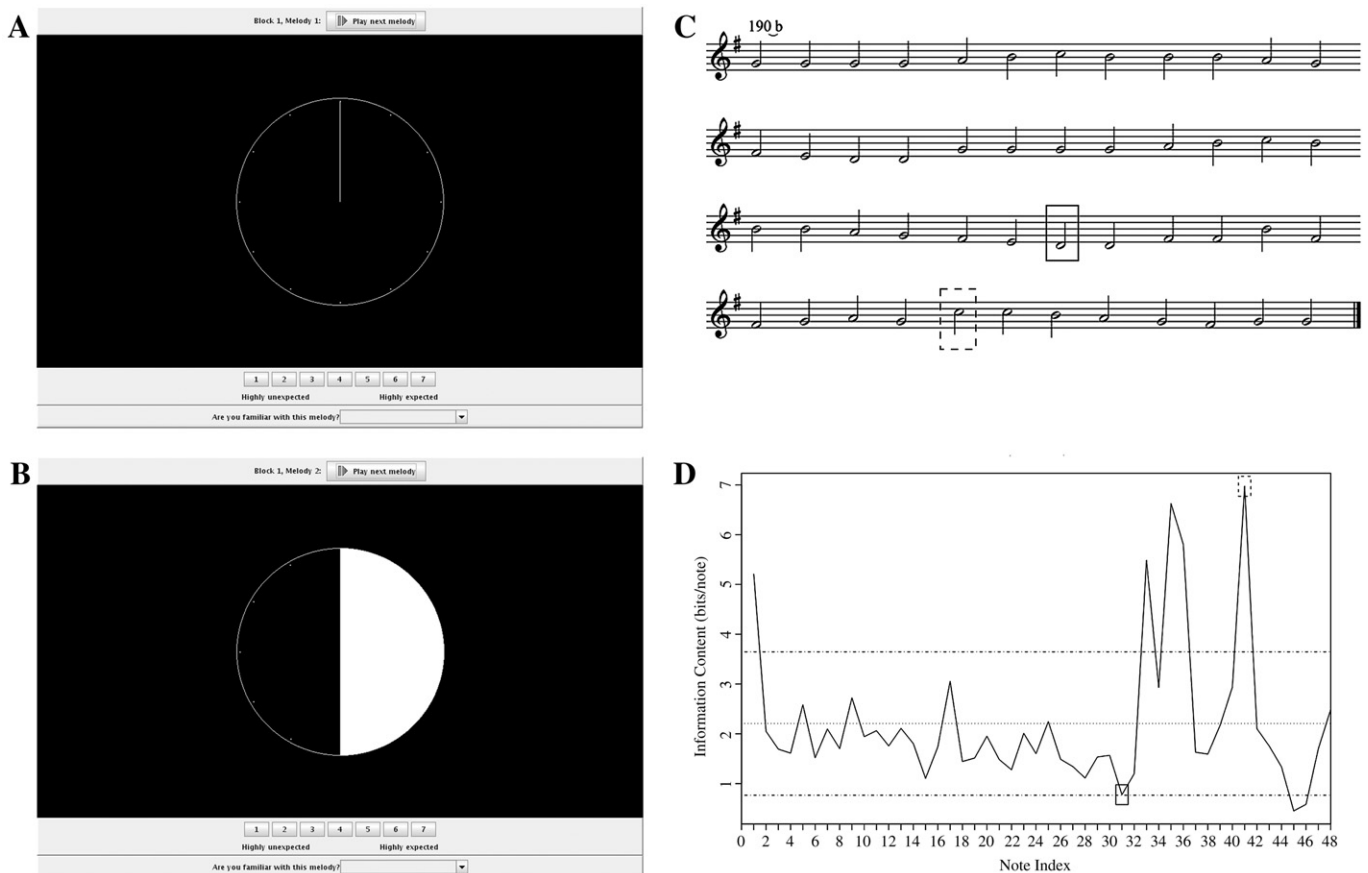 A
Block 1, Melody 1:
Play next melody
1 2 3 4 5 6 7
Highly unexpected Highly expected
Are you familiar with this melody?
B
Block 1, Melody 2:
Play next melody
1 2 3 4 5 6 7
Highly unexpected Highly expected
Are you familiar with this melody?
C
190 b
D
7
6
5
4
3
2
1
Information Content (bits/note)
0 2 4 6 8 10 12 14 16 18 20 22 24 26 28 30 32 34 36 38 40 42 44 46 48
Note Index